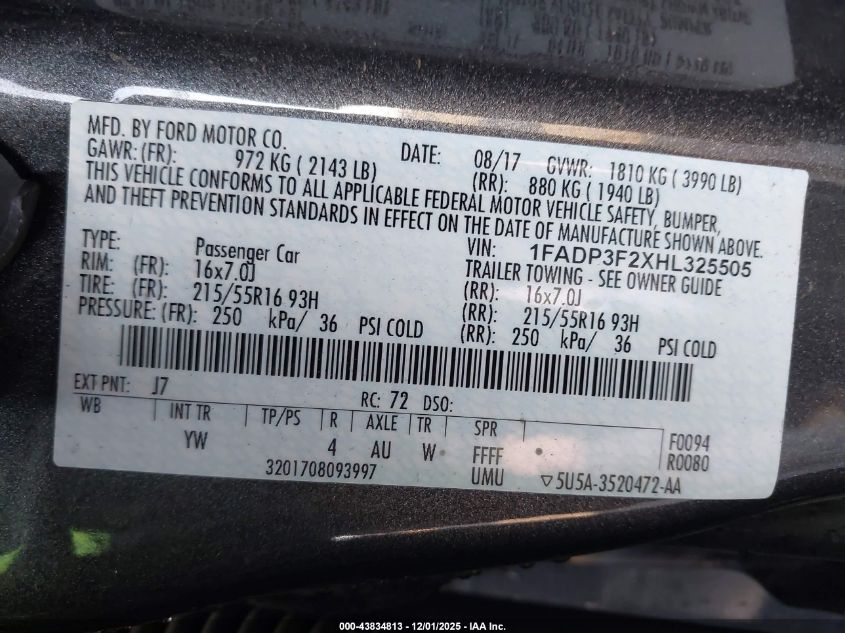 MFD. BY FORD MOTOR CO. DATE: 08/17 GVWR: 1810 KG ( 3990 LB)
GAWR: (FR): 972 KG ( 2143 LB) (RR): 880 KG ( 1940 LB)
THIS VEHICLE CONFORMS TO ALL APPLICABLE FEDERAL MOTOR VEHICLE SAFETY, BUMPER,
AND THEFT PREVENTION STANDARDS IN EFFECT ON THE DATE OF MANUFACTURE SHOWN ABOVE.
VIN: 1FADP3F2XHL325505
TYPE: Passenger Car TRAILER TOWING - SEE OWNER GUIDE
RIM: (FR): 16x7.0J (RR): 16x7.0J
TIRE: (FR): 215/55R16 93H (RR): 215/55R16 93H
PRESSURE: (FR): 250 kPa/ 36 PSI COLD (RR): 250 kPa/ 36 PSI COLD
EXT PNT: J7 RC: 72 DSO:
WB INT TR TP/PS R AXLE TR SPR F0094
YW 4 AU W FFFF R0080
3201708093997 UMU ▽5U5A-3520472-AA
000-43834813 - 12/01/2025 - IAA Inc.